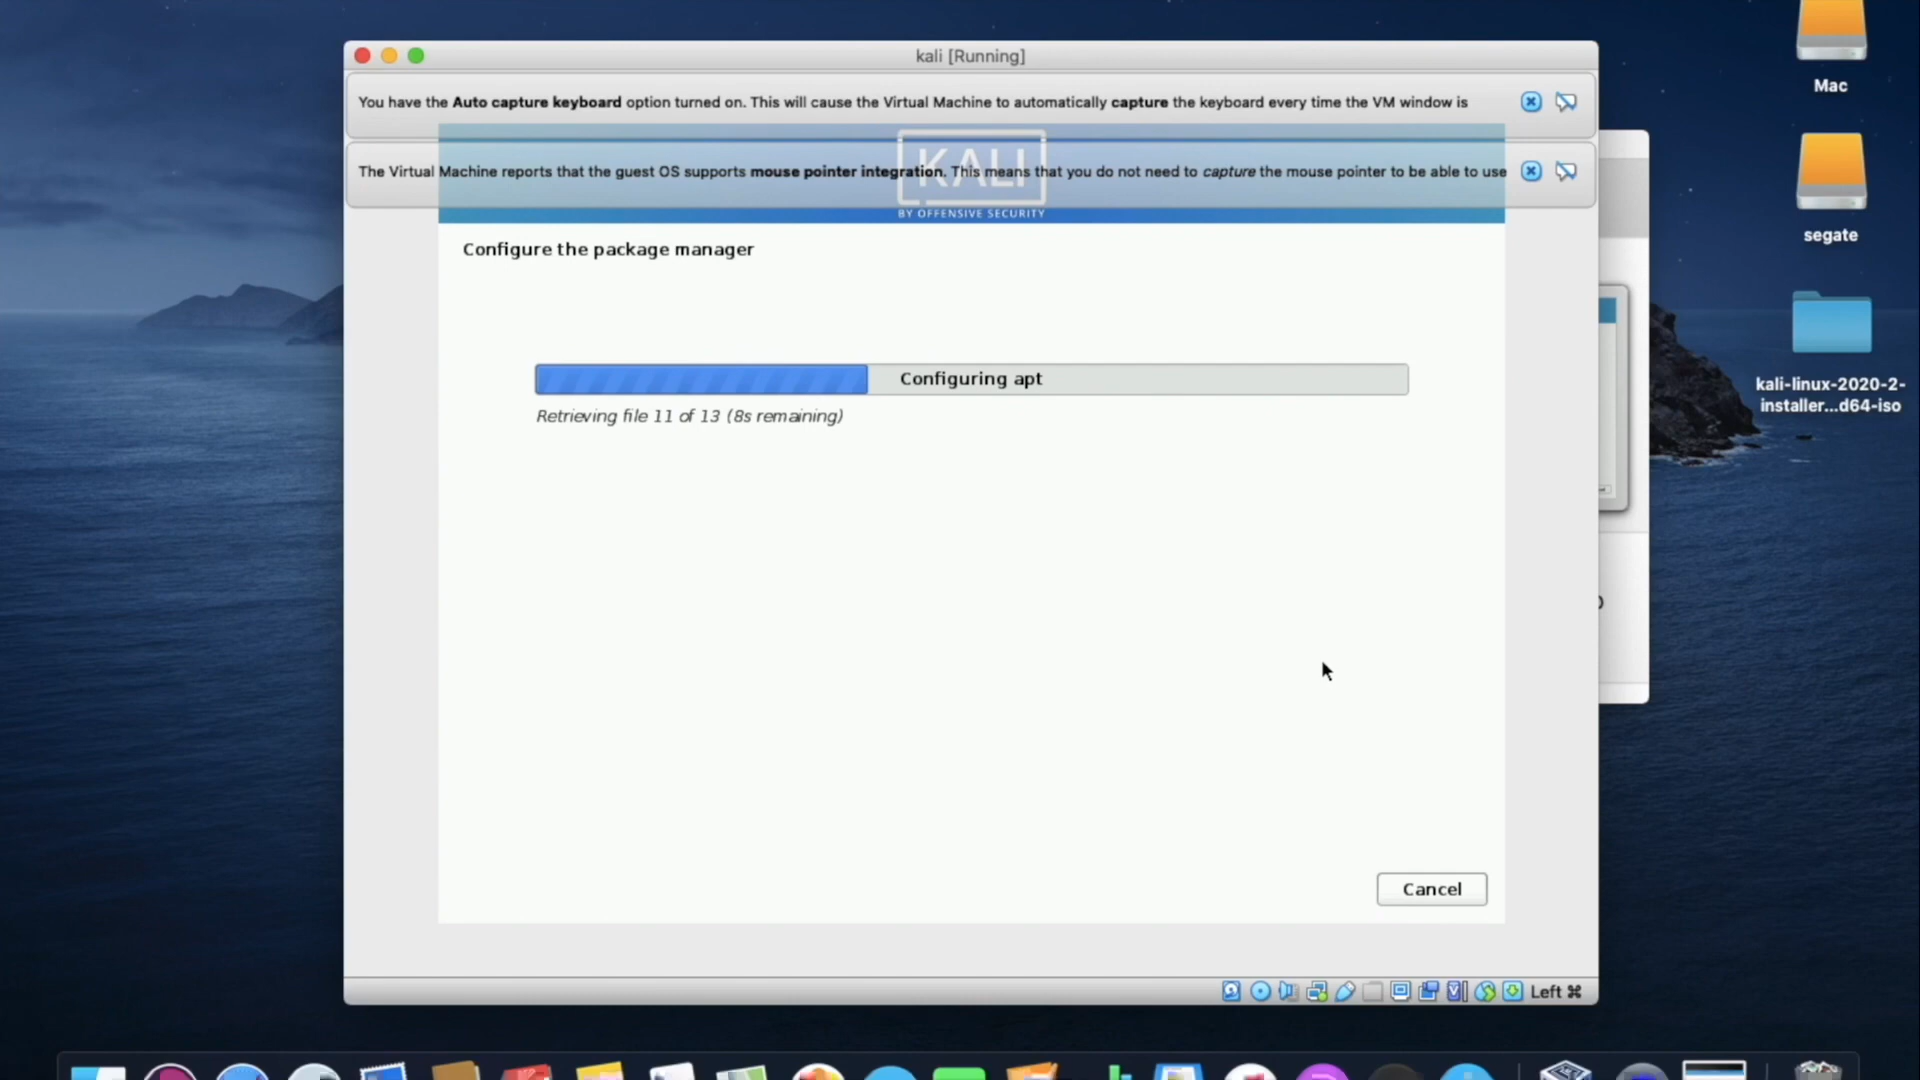 kali [Running]
You have the Auto capture keyboard option turned on. This will cause the Virtual Machine to automatically capture the keyboard every time the VM window is
KALI
The Virtual Machine reports that the guest OS supports mouse pointer integration. This means that you do not need to capture the mouse pointer to be able to use
BY OFFENSIVE SECURITY
Configure the package manager
Configuring apt
Retrieving file 11 of 13 (8s remaining)
Cancel
Left ⌘
Mac
segate
kali-linux-2020-2-
installer...d64-iso